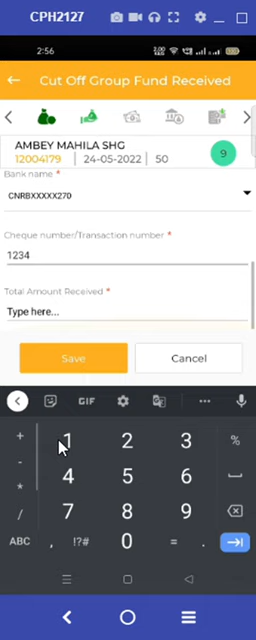 CPH2127
2:56
Cut Off Group Fund Received
AMBEY MAHILA SHG
12004179 | 24-05-2022 | 50
9
Bank name *
CNRBXXXXX270
Cheque number/Transaction number *
1234
Total Amount Received *
Type here...
Save Cancel
GIF
+ 1 2 3 %
- 4 5 6
*
/ 7 8 9
ABC , !?# 0 = .